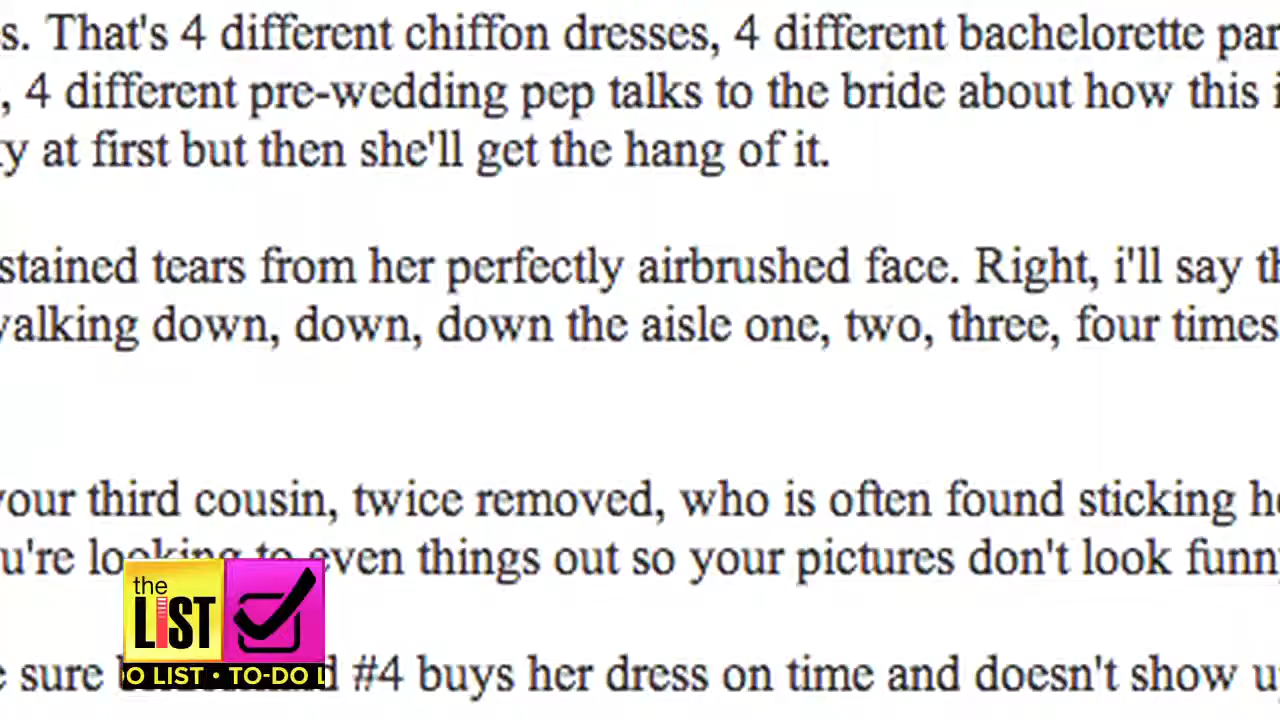 s. That's 4 different chiffon dresses, 4 different bachelorette par
, 4 different pre-wedding pep talks to the bride about how this i
y at first but then she'll get the hang of it.
stained tears from her perfectly airbrushed face. Right, i'll say th
valking down, down, down the aisle one, two, three, four times
your third cousin, twice removed, who is often found sticking he
u're looking to even things out so your pictures don't look funny
e sure #4 buys her dress on time and doesn't show up
the
LIST
O LIST • TO-DO L